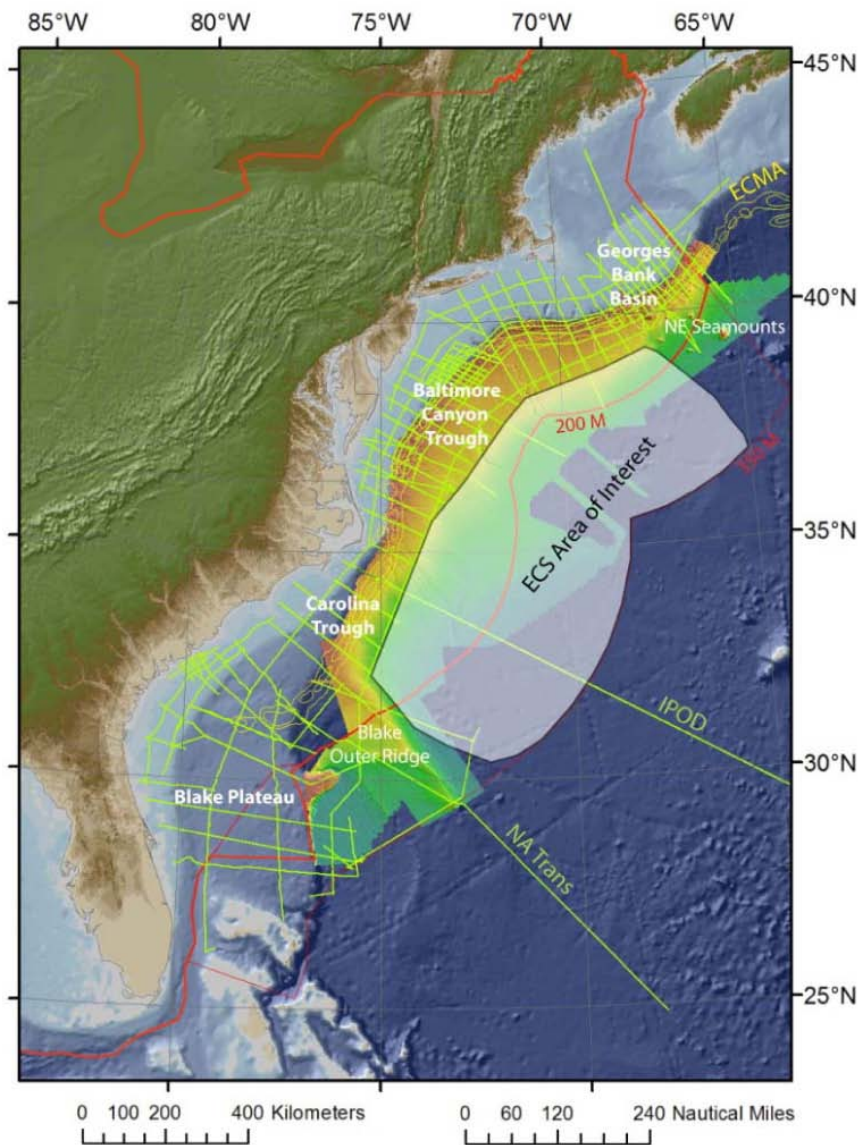 85°W
80°W
75°W
70°W
65°W
45°N
ECMA
Georges
Bank
Basin
40°N
NE Seamounts
Baltimore
Canyon
Trough
200 M
350 M
ECS Area of Interest
35°N
Carolina
Trough
IPOD
Blake
Outer Ridge
30°N
Blake Plateau
NA Trans
25°N
0 100 200 400 Kilometers
0 60 120 240 Nautical Miles